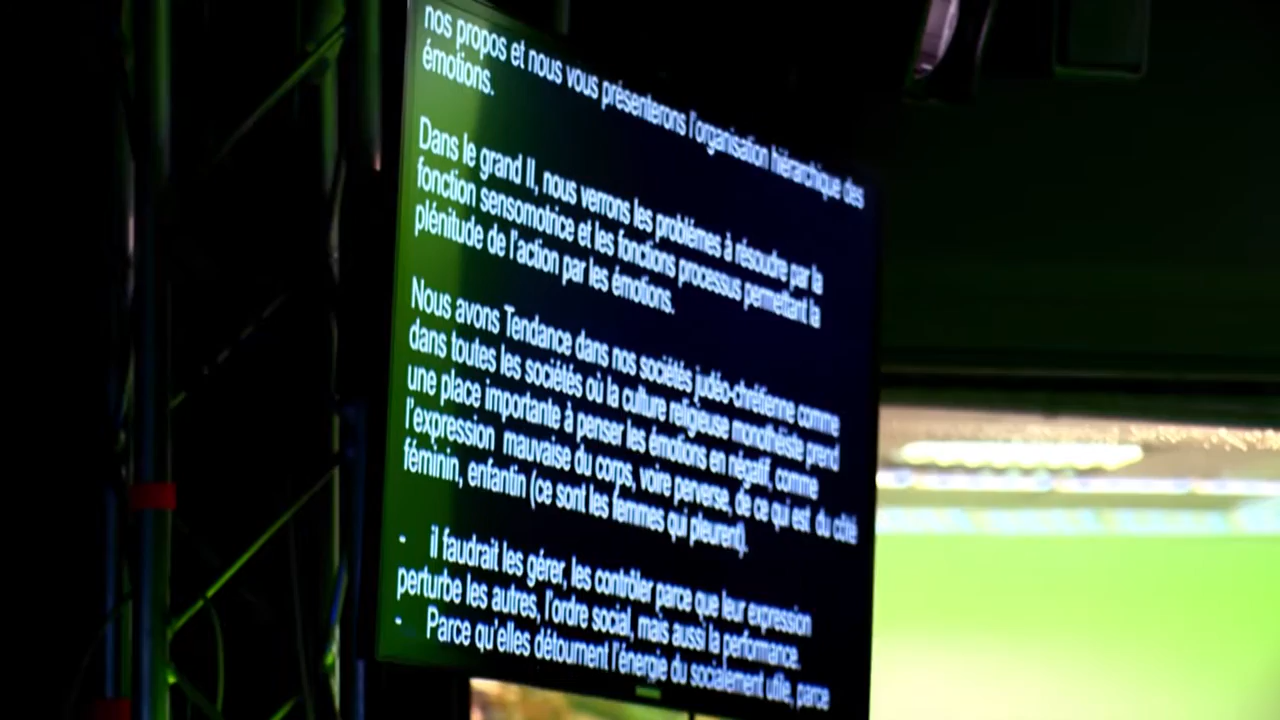 nos propos et nous vous présenterons l'organisation hiérarchique des
émotions.
Dans le grand II, nous verrons les problèmes à résoudre par la
fonction sensomotrice et les fonctions processus permettant la
plénitude de l'action par les émotions.
Nous avons Tendance dans nos sociétés judéo-chrétienne comme
dans toutes les sociétés où la culture religieuse monothéiste prend
une place importante à penser les émotions en négatif, comme
l'expression mauvaise du corps, voire perverse, de ce qui est du côté
féminin, enfantin (ce sont les femmes qui pleurent).
- il faudrait les gérer, les contrôler parce que leur expression
perturbe les autres, l'ordre social, mais aussi la performance.
- Parce qu'elles détournent l'énergie du socialement utile, parce